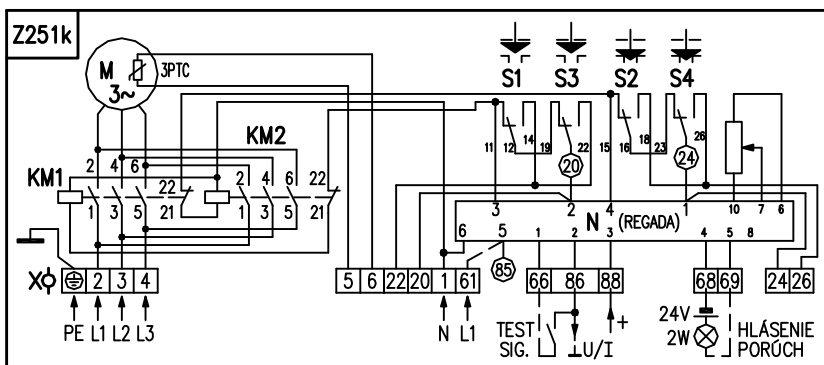 Z251k
M
3~
3PTC
S1 S3 S2 S4
KM1
KM2
2 4 6 22
1 3 5 21
2 4 6 22
1 3 5 21
11 12 14 19 20 22 15 16 18 23 24 26
3 2 4 1 10 7 6
N (REGADA)
6 5 1 2 3 4 5 8
85
X
2 3 4
5 6 22 20 1 61
66 86 88
68 69
24 26
PE L1 L2 L3
N L1
TEST
SIG.
U/I
+
24V
2W
HLÁSENIE
PORÚCH